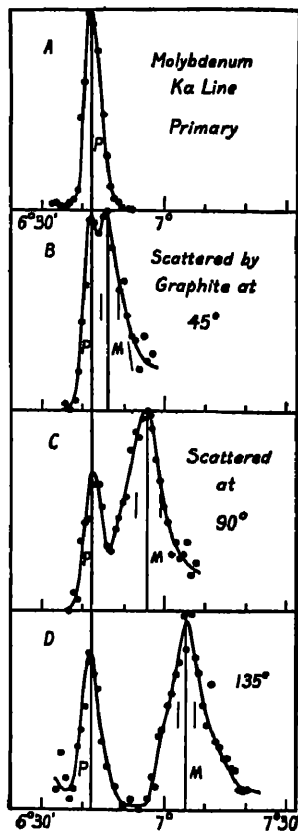 A
Molybdenum
Kα Line
Primary
P
6°30′
7°
B
Scattered by
Graphite at
45°
P
M
C
Scattered
at
90°
P
M
D
135°
P
M
6°30′
7°
7°30